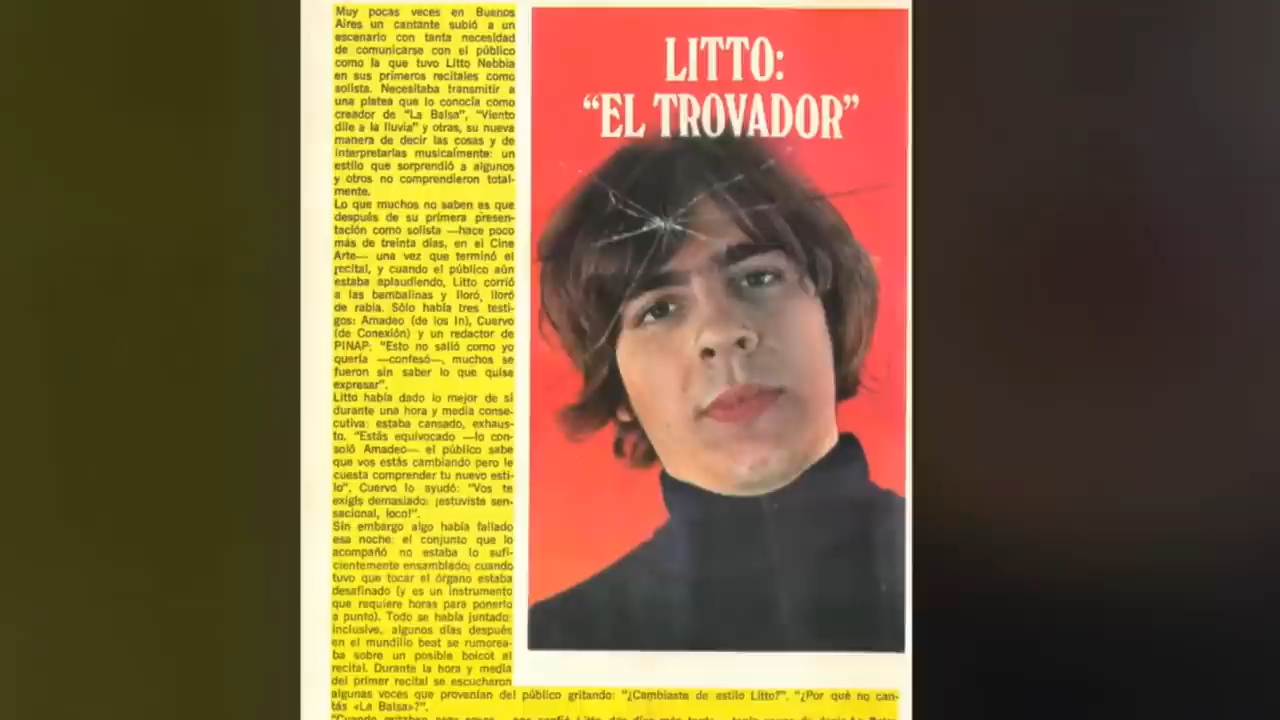 Muy pocas veces en Buenos
Aires un cantante subió a un
escenario con tanta necesidad
de comunicarse con el público
como la que tuvo Litto Nebbia
en sus primeros recitales como
solista. Necesitaba transmitir a
una platea que lo conocía como
creador de "La Balsa", "Viento
dile a la lluvia" y otras, su nueva
manera de decir las cosas y de
interpretarlas musicalmente: un
estilo que sorprendió a algunos
y otros no comprendieron total-
mente.
Lo que muchos no saben es que
después de su primera presen-
tación como solista —hace poco
más de treinta días, en el Cine
Arte— una vez que terminó el
recital, y cuando el público aún
estaba aplaudiendo, Litto corrió
a las bambalinas y lloró, lloró
de rabia. Sólo había tres testi-
gos: Amadeo (de los In), Cuervo
(de Conexión) y un redactor de
PINAP: "Esto no salió como yo
quería —confesó—, muchos se
fueron sin saber lo que quise
expresar".
Litto había dado lo mejor de sí
durante una hora y media conse-
cutiva: estaba cansado, exhaus-
to. "Estás equivocado —lo con-
soló Amadeo— el público sabe
que vos estás cambiando pero le
cuesta comprender tu nuevo esti-
lo". Cuervo lo ayudó: "Vos te
exigís demasiado: ¡estuviste sen-
sacional, loco!".
Sin embargo algo había fallado
esa noche: el conjunto que lo
acompañó no estaba lo sufi-
cientemente ensamblado; cuando
tuvo que tocar el órgano estaba
desafinado (y es un instrumento
que requiere horas para ponerlo
a punto). Todo se había juntado:
inclusive, algunos días después
en el mundillo beat se rumorea-
ba sobre un posible boicot al
recital. Durante la hora y media
del primer recital se escucharon
algunas voces que provenían del público gritando: "¿Cambiaste de estilo Litto?", "¿Por qué no can-
tás «La Balsa»?".
LITTO:
"EL TROVADOR"